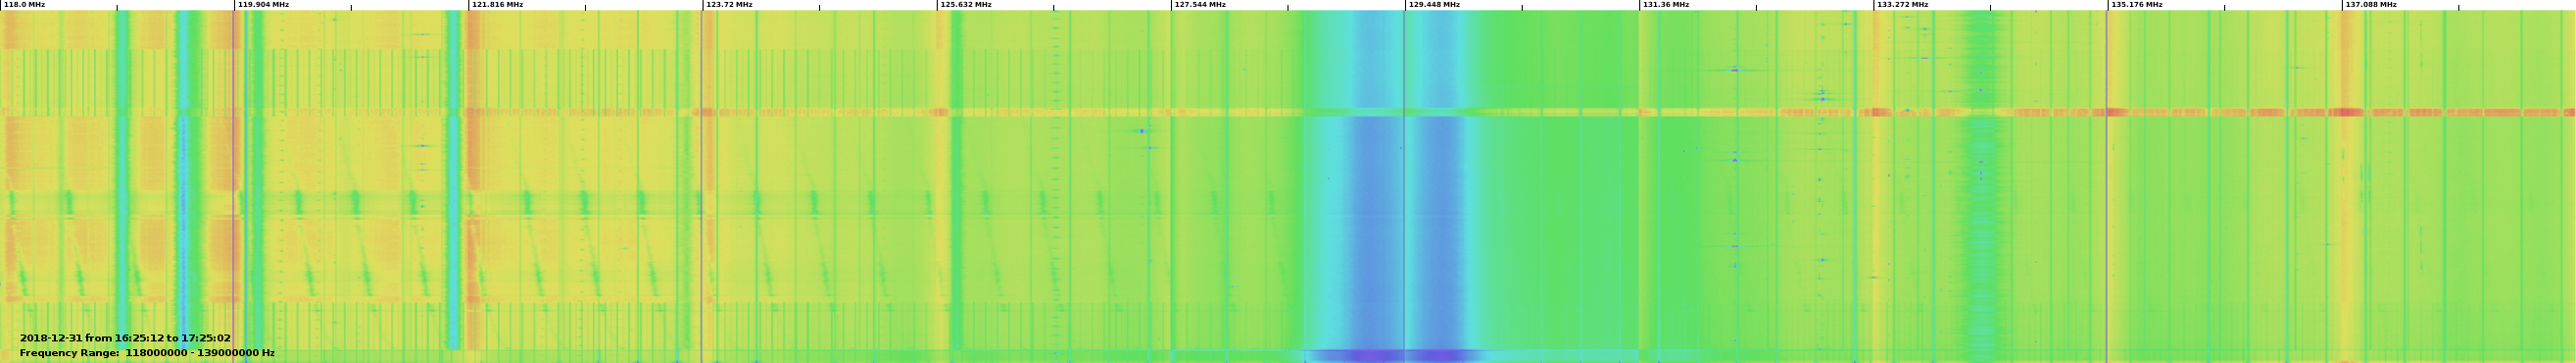 118.0 MHz 119.904 MHz 121.816 MHz 123.72 MHz 125.632 MHz 127.544 MHz 129.448 MHz 131.36 MHz 133.272 MHz 135.176 MHz 137.088 MHz
2018-12-31 from 16:25:12 to 17:25:02
Frequency Range: 118000000 - 139000000 Hz